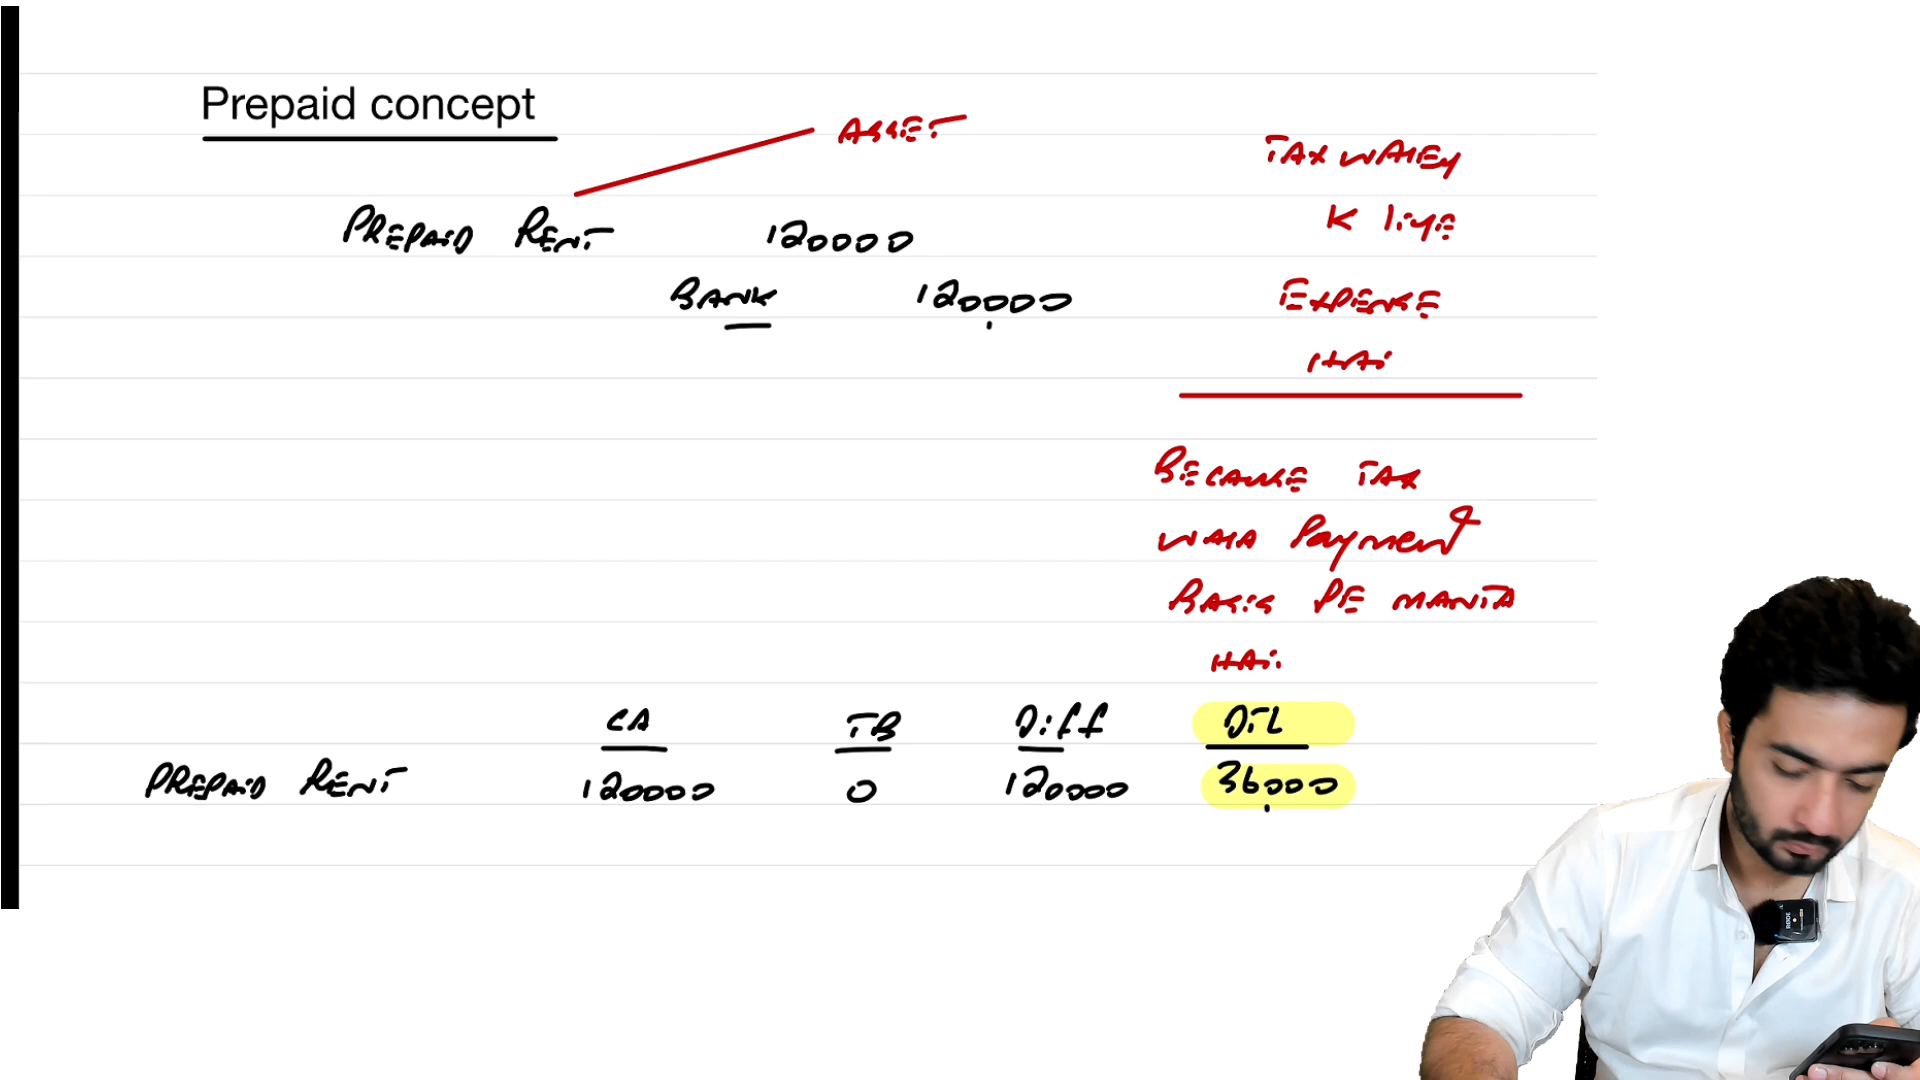 Prepaid concept
ASSET
PREPAID RENT 120000
BANK 120000
TAX WALEY
K liye
EXPENSE
HAi
BECAUSE TAX
WALA Payment
BASiS PE MANTA
HAi.
CA TB Diff DTL
PREPAID RENT 120000 0 120000 36000
RODE